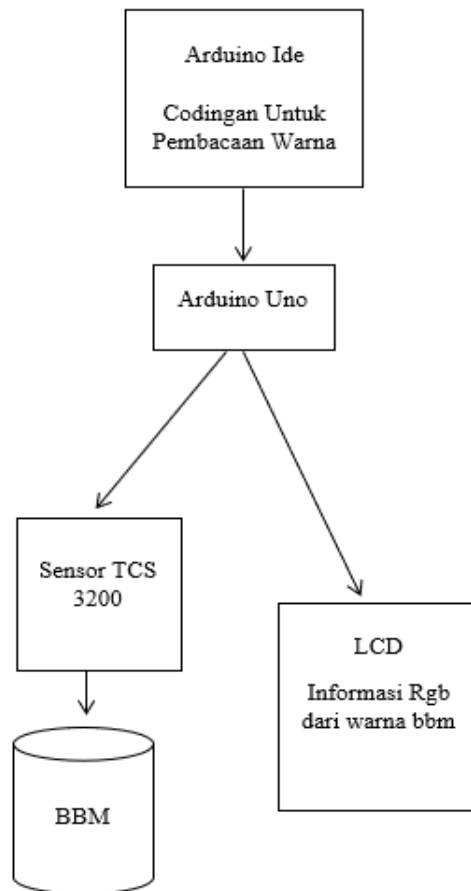 Arduino Ide
Codingan Untuk
Pembacaan Warna
Arduino Uno
Sensor TCS
3200
LCD
Informasi Rgb
dari warna bbm
BBM